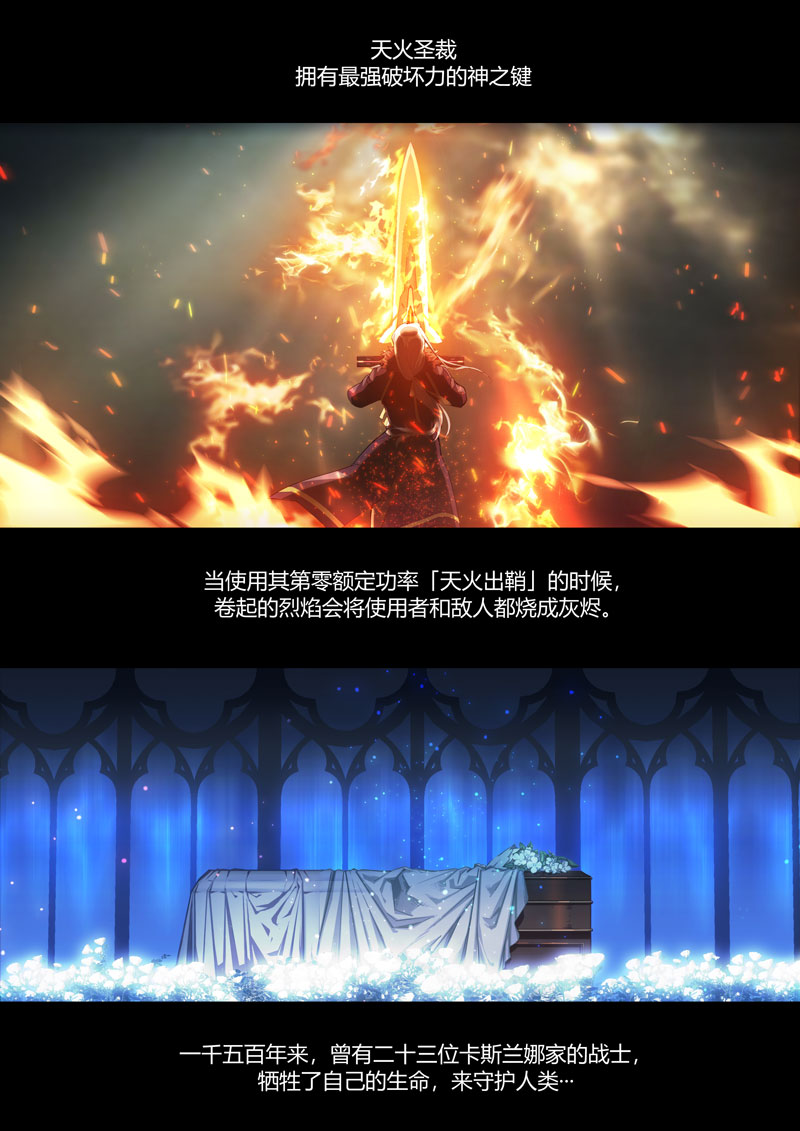 天火圣裁
拥有最强破坏力的神之键
当使用其第零额定功率「天火出鞘」的时候，
卷起的烈焰会将使用者和敌人都烧成灰烬。
一千五百年来，曾有二十三位卡斯兰娜家的战士，
牺牲了自己的生命，来守护人类…